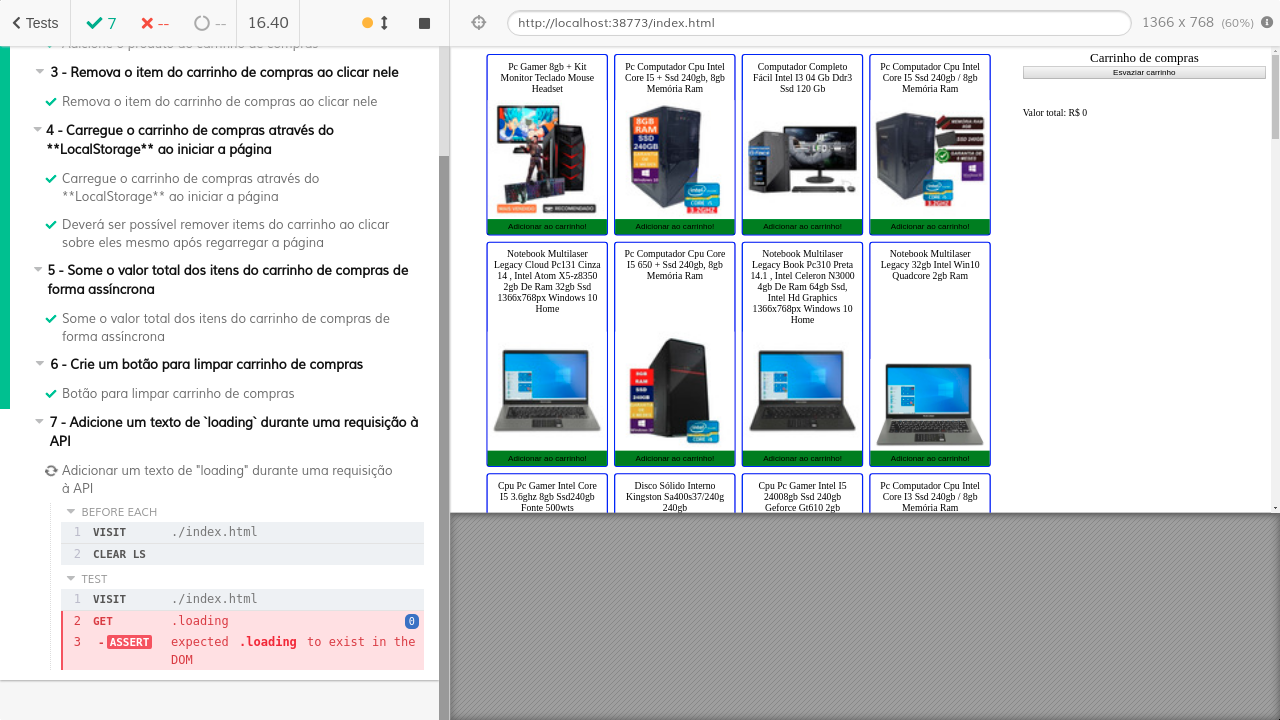 Tests
7
--
--
16.40
http://localhost:38773/index.html
1366 x 768 (60%)
Adicione o produto ao carrinho de compras
3 - Remova o item do carrinho de compras ao clicar nele
Remova o item do carrinho de compras ao clicar nele
4 - Carregue o carrinho de compras através do
**LocalStorage** ao iniciar a página
Carregue o carrinho de compras através do
**LocalStorage** ao iniciar a página
Deverá ser possível remover items do carrinho ao clicar
sobre eles mesmo após regarregar a página
5 - Some o valor total dos itens do carrinho de compras de
forma assíncrona
Some o valor total dos itens do carrinho de compras de
forma assíncrona
6 - Crie um botão para limpar carrinho de compras
Botão para limpar carrinho de compras
7 - Adicione um texto de `loading` durante uma requisição à
API
Adicionar um texto de "loading" durante uma requisição
à API
BEFORE EACH
1 VISIT ./index.html
2 CLEAR LS
TEST
1 VISIT ./index.html
2 GET .loading 0
3 -ASSERT expected .loading to exist in the
DOM
Pc Gamer 8gb + Kit
Monitor Teclado Mouse
Headset
Adicionar ao carrinho!
Pc Computador Cpu Intel
Core I5 + Ssd 240gb, 8gb
Memória Ram
8GB
RAM
SSD
240GB
Adicionar ao carrinho!
Computador Completo
Fácil Intel I3 04 Gb Ddr3
Ssd 120 Gb
Adicionar ao carrinho!
Pc Computador Cpu Intel
Core I5 Ssd 240gb / 8gb
Memória Ram
Adicionar ao carrinho!
Notebook Multilaser
Legacy Cloud Pc131 Cinza
14 , Intel Atom X5-z8350
2gb De Ram 32gb Ssd
1366x768px Windows 10
Home
Adicionar ao carrinho!
Pc Computador Cpu Core
I5 650 + Ssd 240gb, 8gb
Memória Ram
Adicionar ao carrinho!
Notebook Multilaser
Legacy Book Pc310 Preta
14.1 , Intel Celeron N3000
4gb De Ram 64gb Ssd,
Intel Hd Graphics
1366x768px Windows 10
Home
Adicionar ao carrinho!
Notebook Multilaser
Legacy 32gb Intel Win10
Quadcore 2gb Ram
Adicionar ao carrinho!
Cpu Pc Gamer Intel Core
I5 3.6ghz 8gb Ssd240gb
Fonte 500wts
Disco Sólido Interno
Kingston Sa400s37/240g
240gb
Cpu Pc Gamer Intel I5
24008gb Ssd 240gb
Geforce Gt610 2gb
Pc Computador Cpu Intel
Core I3 Ssd 240gb / 8gb
Memória Ram
Carrinho de compras
Esvaziar carrinho
Valor total: R$ 0